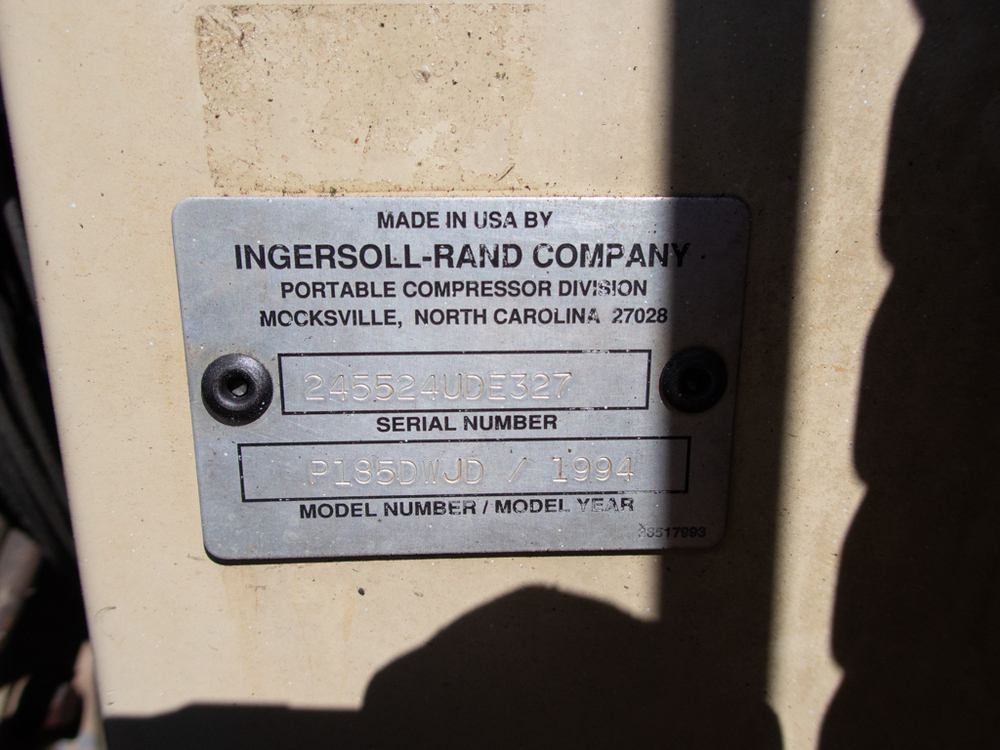 MADE IN USA BY
INGERSOLL-RAND COMPANY
PORTABLE COMPRESSOR DIVISION
MOCKSVILLE, NORTH CAROLINA 27028
245524UDE327
SERIAL NUMBER
P185DWJD / 1994
MODEL NUMBER / MODEL YEAR